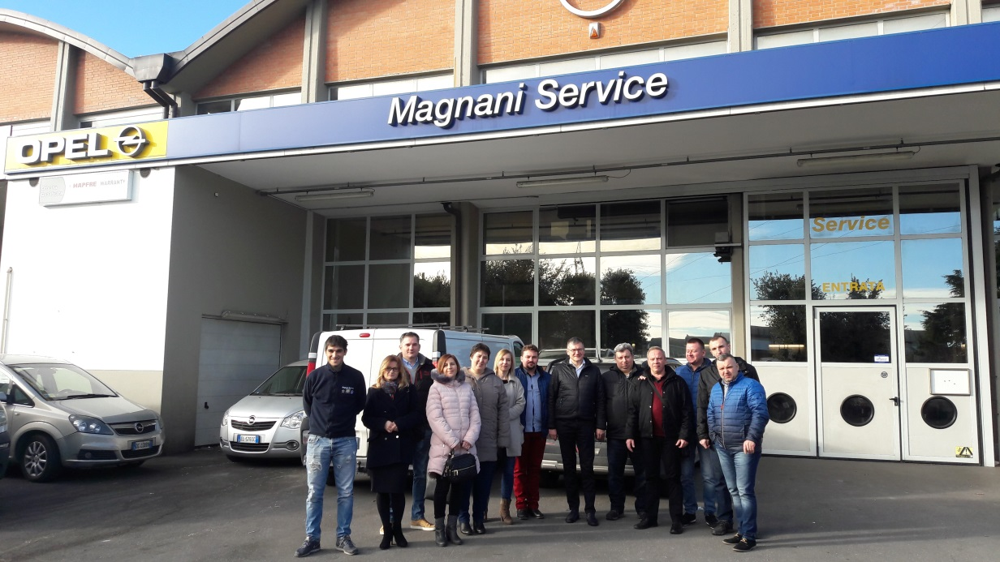 Magnani Service
OPEL
MAPFRE WARRANTY
Service
ENTRATA